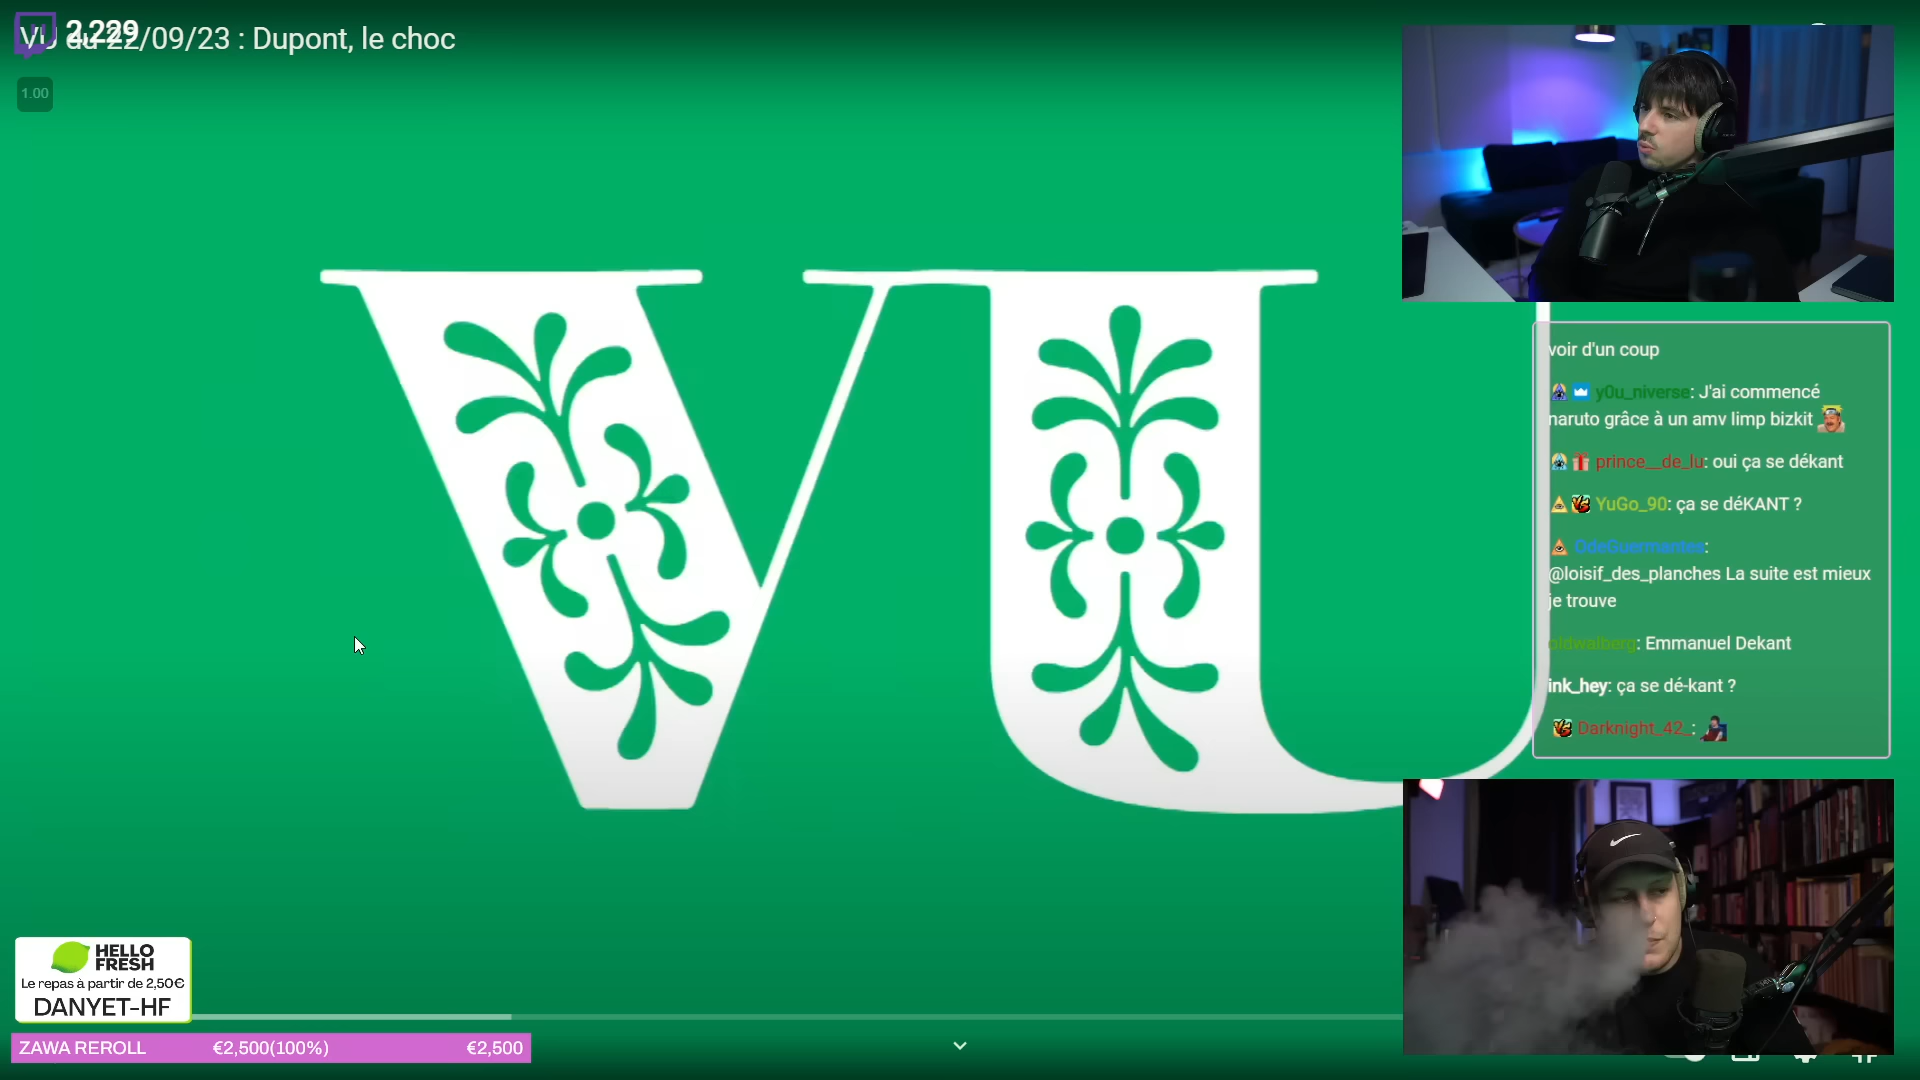 2,229
VU du 22/09/23 : Dupont, le choc
1.00
VU
voir d'un coup
y0u_niverse: J'ai commencé
naruto grâce à un amv limp bizkit
prince__de_lu: oui ça se dékant
YuGo_90: ça se déKANT ?
OdeGuermantes:
@loisif_des_planches La suite est mieux
je trouve
: Emmanuel Dekant
ink_hey: ça se dé-kant ?
Darknight_42_:
HELLO
FRESH
Le repas à partir de 2,50€
DANYET-HF
ZAWA REROLL €2,500(100%) €2,500